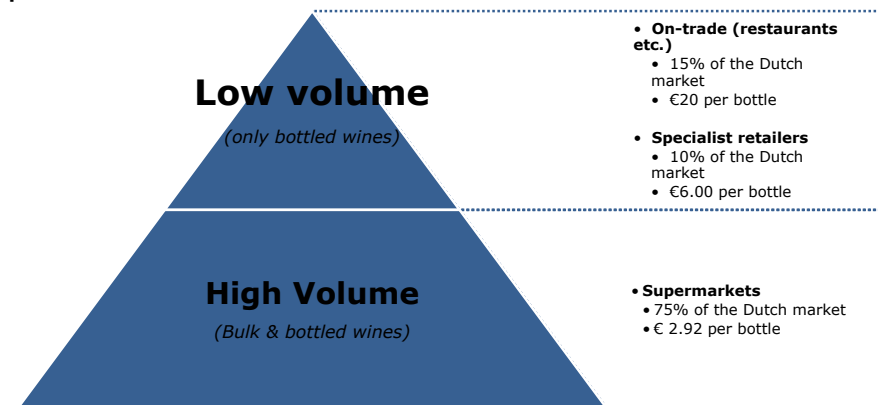 Low volume
(only bottled wines)
• On-trade (restaurants
etc.)
• 15% of the Dutch
market
• €20 per bottle
• Specialist retailers
• 10% of the Dutch
market
• €6.00 per bottle
High Volume
(Bulk & bottled wines)
• Supermarkets
• 75% of the Dutch market
• € 2.92 per bottle